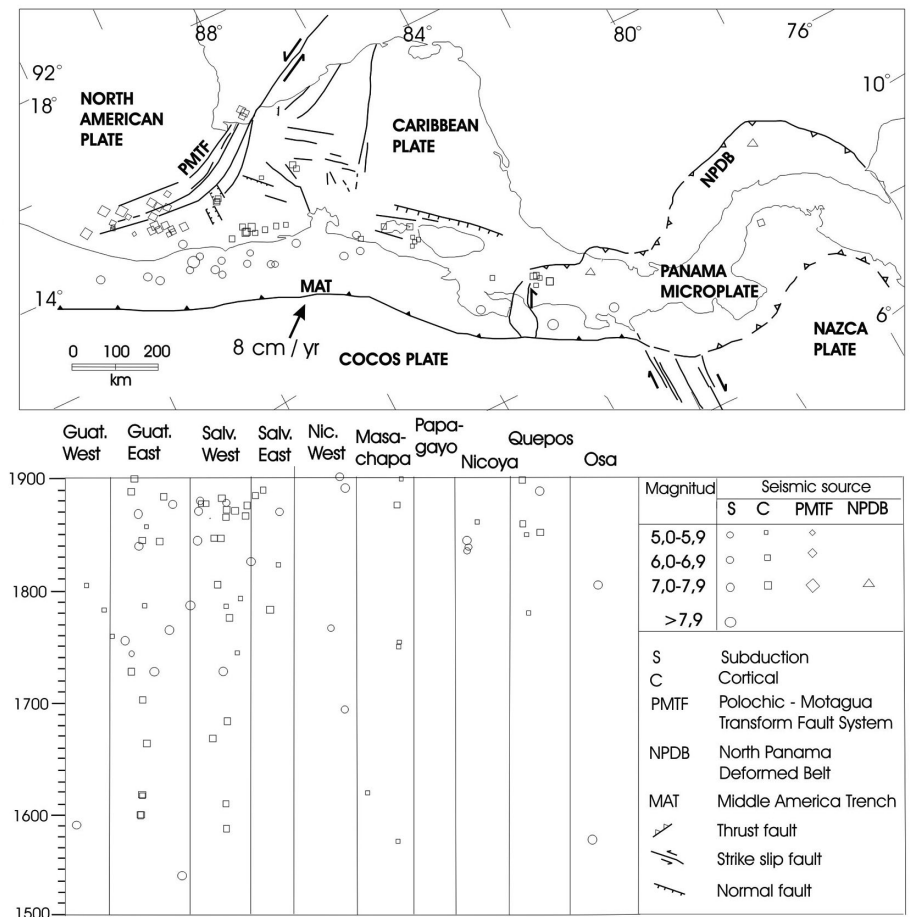 88°
84°
80°
76°
92°
18°
10°
NORTH
AMERICAN
PLATE
CARIBBEAN
PLATE
PMTF
NPDB
PANAMA
MICROPLATE
MAT
14°
6°
NAZCA
PLATE
8 cm / yr
COCOS PLATE
0 100 200
km
Guat.
West
Guat.
East
Salv.
West
Salv.
East
Nic.
West
Masa-
chapa
Papa-
gayo
Nicoya
Quepos
Osa
1900
1800
1700
1600
1500
Magnitud Seismic source
S C PMTF NPDB
5,0-5,9
6,0-6,9
7,0-7,9
>7,9
S Subduction
C Cortical
PMTF Polochic - Motagua
Transform Fault System
NPDB North Panama
Deformed Belt
MAT Middle America Trench
Thrust fault
Strike slip fault
Normal fault